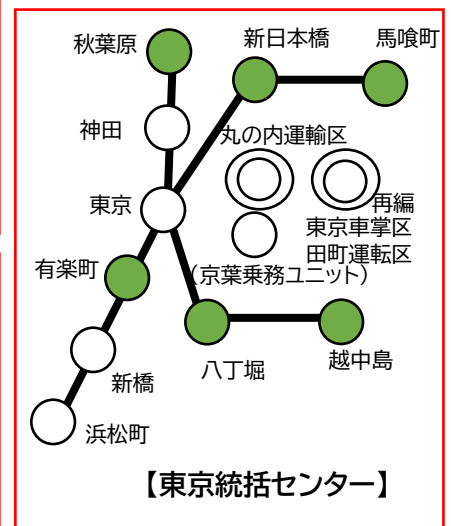 秋葉原
新日本橋
馬喰町
神田
丸の内運輸区
東京
再編
東京車掌区
田町運転区
(京葉乗務ユニット)
有楽町
八丁堀
越中島
新橋
浜松町
【東京統括センター】